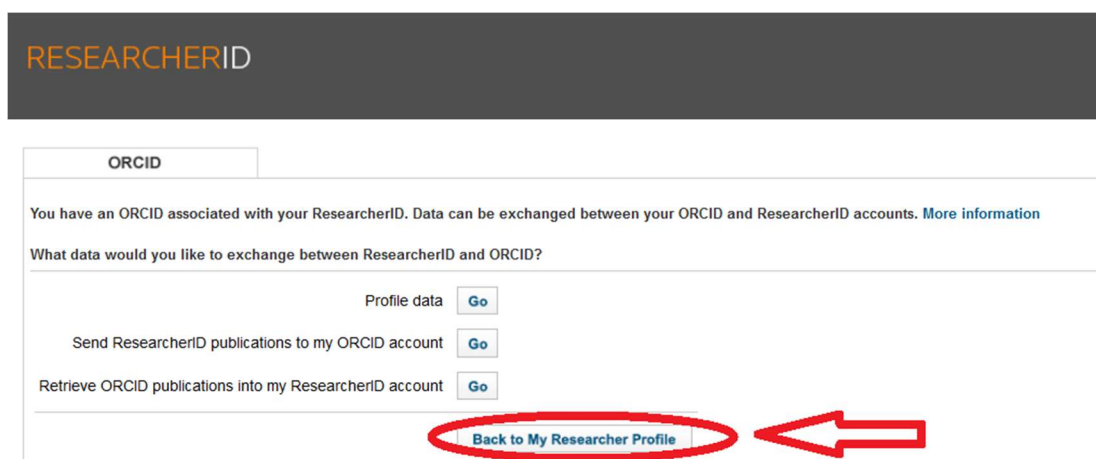 RESEARCHERID
ORCID
You have an ORCID associated with your ResearcherID. Data can be exchanged between your ORCID and ResearcherID accounts. More information
What data would you like to exchange between ResearcherID and ORCID?
Profile data Go
Send ResearcherID publications to my ORCID account Go
Retrieve ORCID publications into my ResearcherID account Go
Back to My Researcher Profile